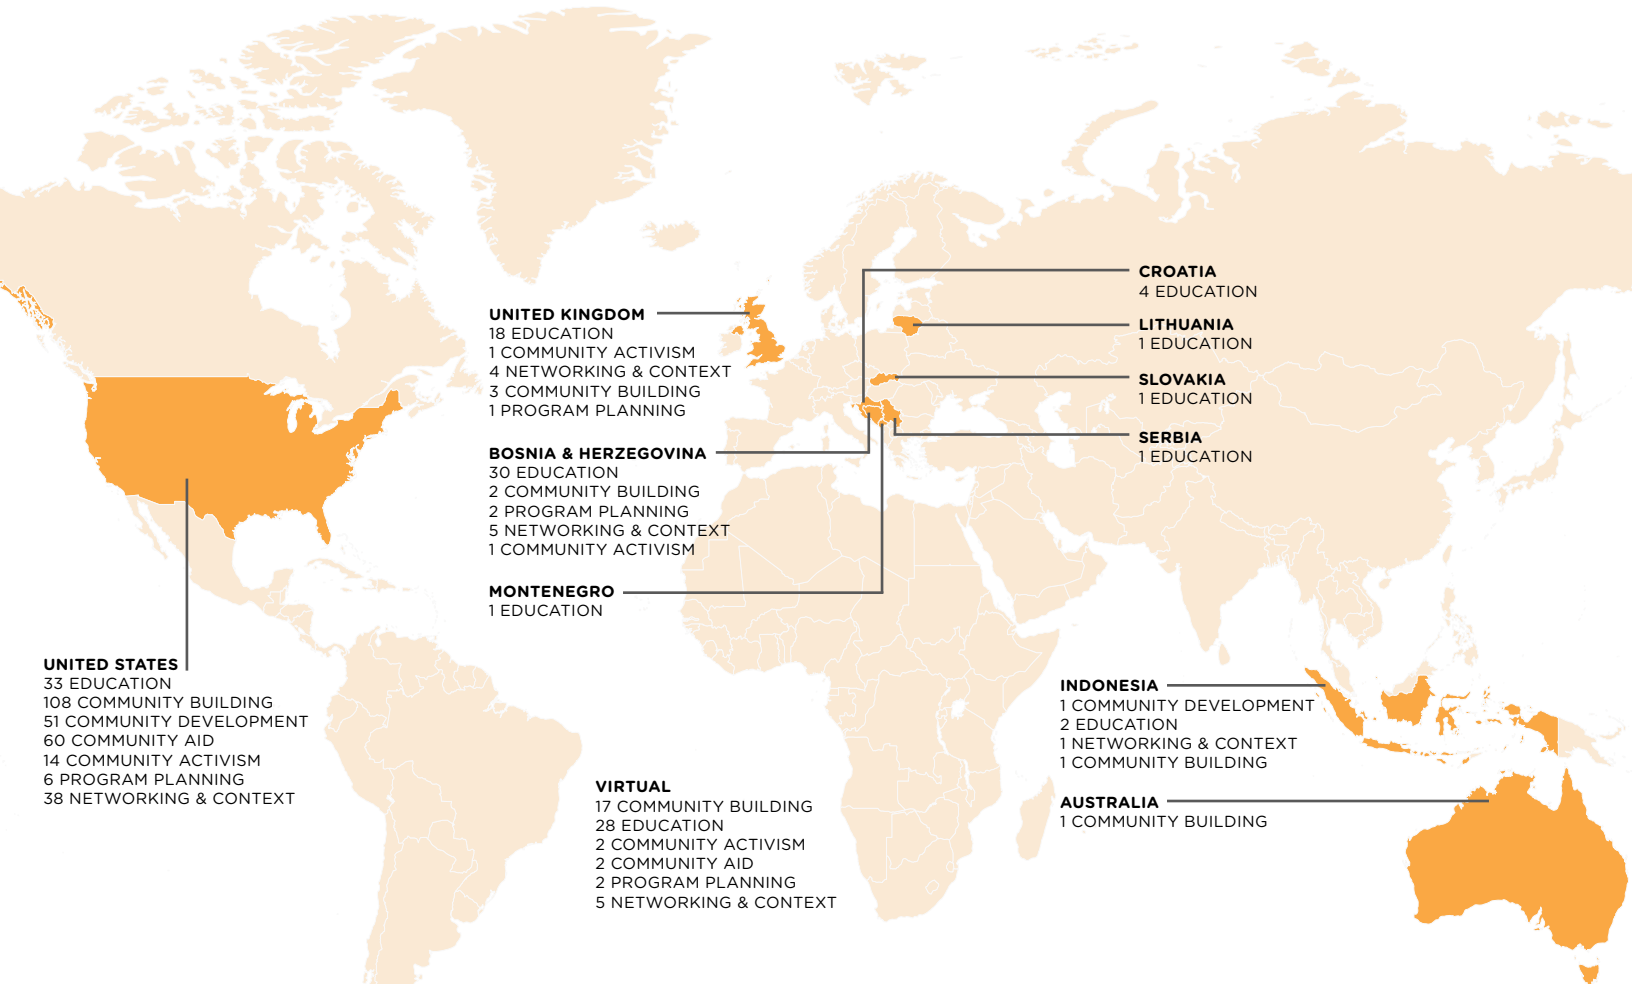 CROATIA
4 EDUCATION
LITHUANIA
1 EDUCATION
SLOVAKIA
1 EDUCATION
SERBIA
1 EDUCATION
UNITED KINGDOM
18 EDUCATION
1 COMMUNITY ACTIVISM
4 NETWORKING & CONTEXT
3 COMMUNITY BUILDING
1 PROGRAM PLANNING
BOSNIA & HERZEGOVINA
30 EDUCATION
2 COMMUNITY BUILDING
2 PROGRAM PLANNING
5 NETWORKING & CONTEXT
1 COMMUNITY ACTIVISM
MONTENEGRO
1 EDUCATION
UNITED STATES
33 EDUCATION
108 COMMUNITY BUILDING
51 COMMUNITY DEVELOPMENT
60 COMMUNITY AID
14 COMMUNITY ACTIVISM
6 PROGRAM PLANNING
38 NETWORKING & CONTEXT
VIRTUAL
17 COMMUNITY BUILDING
28 EDUCATION
2 COMMUNITY ACTIVISM
2 COMMUNITY AID
2 PROGRAM PLANNING
5 NETWORKING & CONTEXT
INDONESIA
1 COMMUNITY DEVELOPMENT
2 EDUCATION
1 NETWORKING & CONTEXT
1 COMMUNITY BUILDING
AUSTRALIA
1 COMMUNITY BUILDING